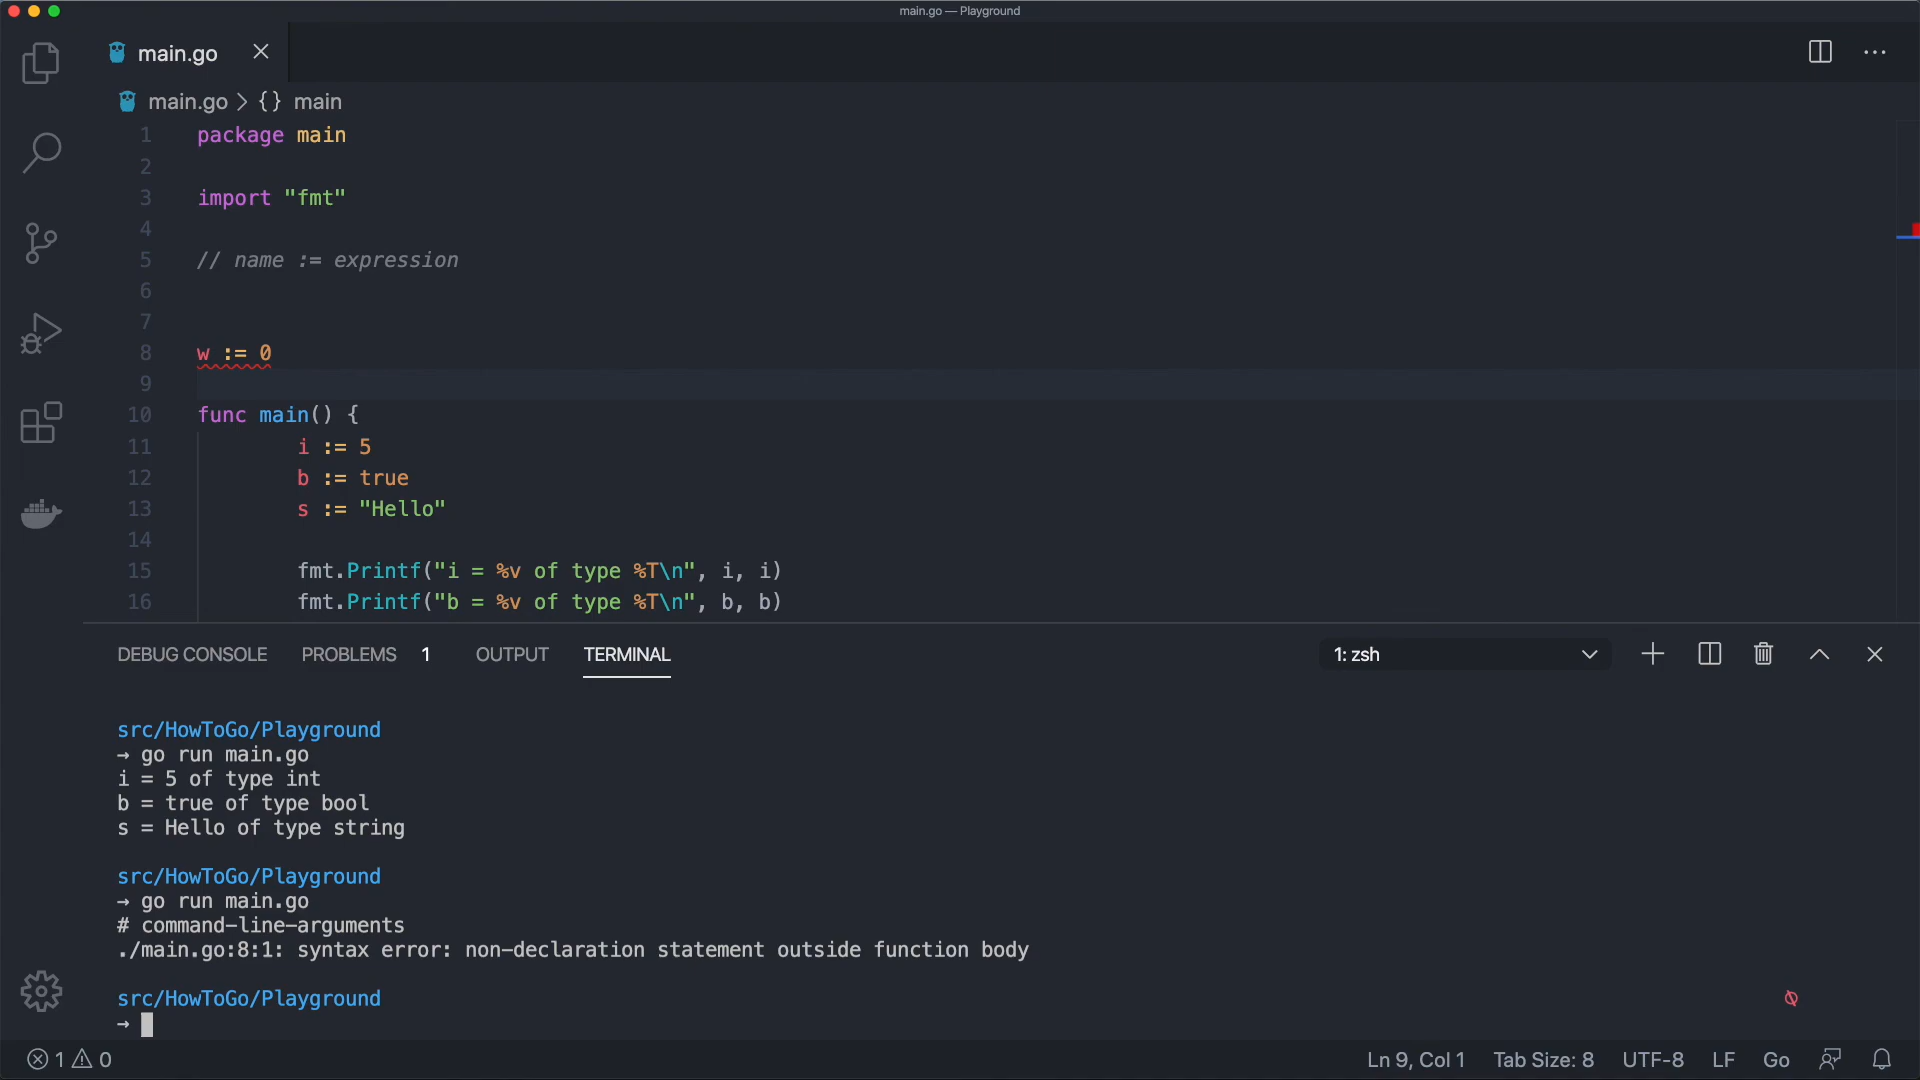 main.go — Playground
main.go
main.go > {} main
1 package main
2
3 import "fmt"
4
5 // name := expression
6
7
8 w := 0
9
10 func main() {
11 i := 5
12 b := true
13 s := "Hello"
14
15 fmt.Printf("i = %v of type %T\n", i, i)
16 fmt.Printf("b = %v of type %T\n", b, b)
DEBUG CONSOLE PROBLEMS 1 OUTPUT TERMINAL 1: zsh
src/HowToGo/Playground
→ go run main.go
i = 5 of type int
b = true of type bool
s = Hello of type string
src/HowToGo/Playground
→ go run main.go
# command-line-arguments
./main.go:8:1: syntax error: non-declaration statement outside function body
src/HowToGo/Playground
→
1 0 Ln 9, Col 1 Tab Size: 8 UTF-8 LF Go